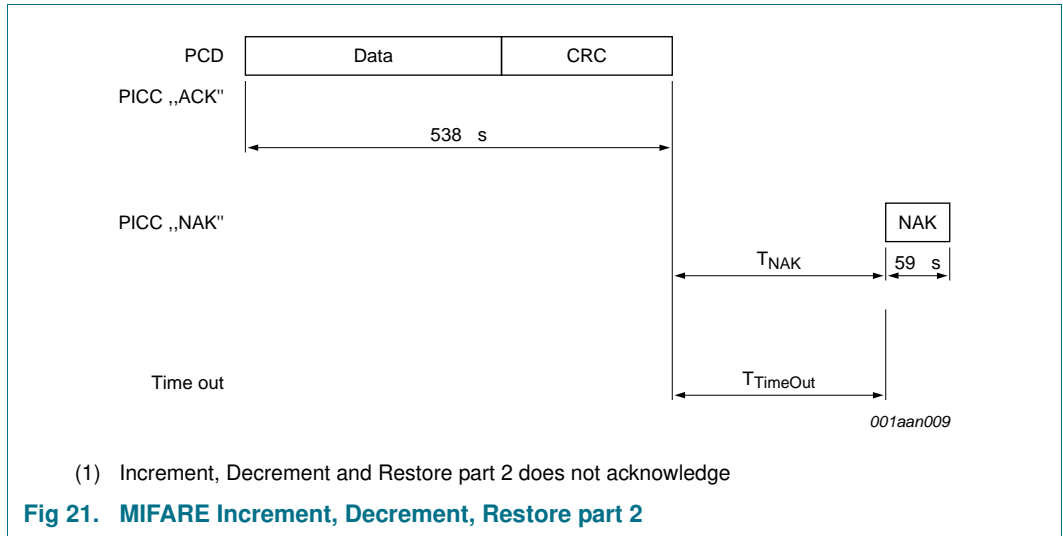 PCD Data CRC
PICC ,,ACK''
538 s
PICC ,,NAK'' NAK
TNAK 59 s
Time out TTimeOut
001aan009
(1) Increment, Decrement and Restore part 2 does not acknowledge
Fig 21. MIFARE Increment, Decrement, Restore part 2